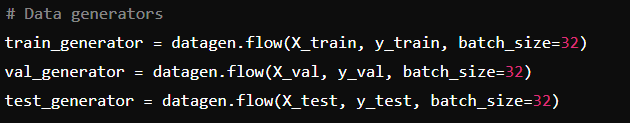 # Data generators
train_generator = datagen.flow(X_train, y_train, batch_size=32)
val_generator = datagen.flow(X_val, y_val, batch_size=32)
test_generator = datagen.flow(X_test, y_test, batch_size=32)